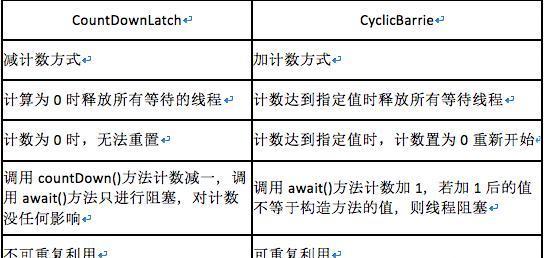 CountDownLatch
CyclicBarrie
减计数方式
加计数方式
计算为 0 时释放所有等待的线程
计数达到指定值时释放所有等待线程
计数为 0 时，无法重置
计数达到指定值时，计数置为 0 重新开始
调用 countDown()方法计数减一，调
用 await()方法只进行阻塞，对计数
没任何影响
调用 await()方法计数加 1，若加 1 后的值
不等于构造方法的值，则线程阻塞
不可重复利用
可重复利用